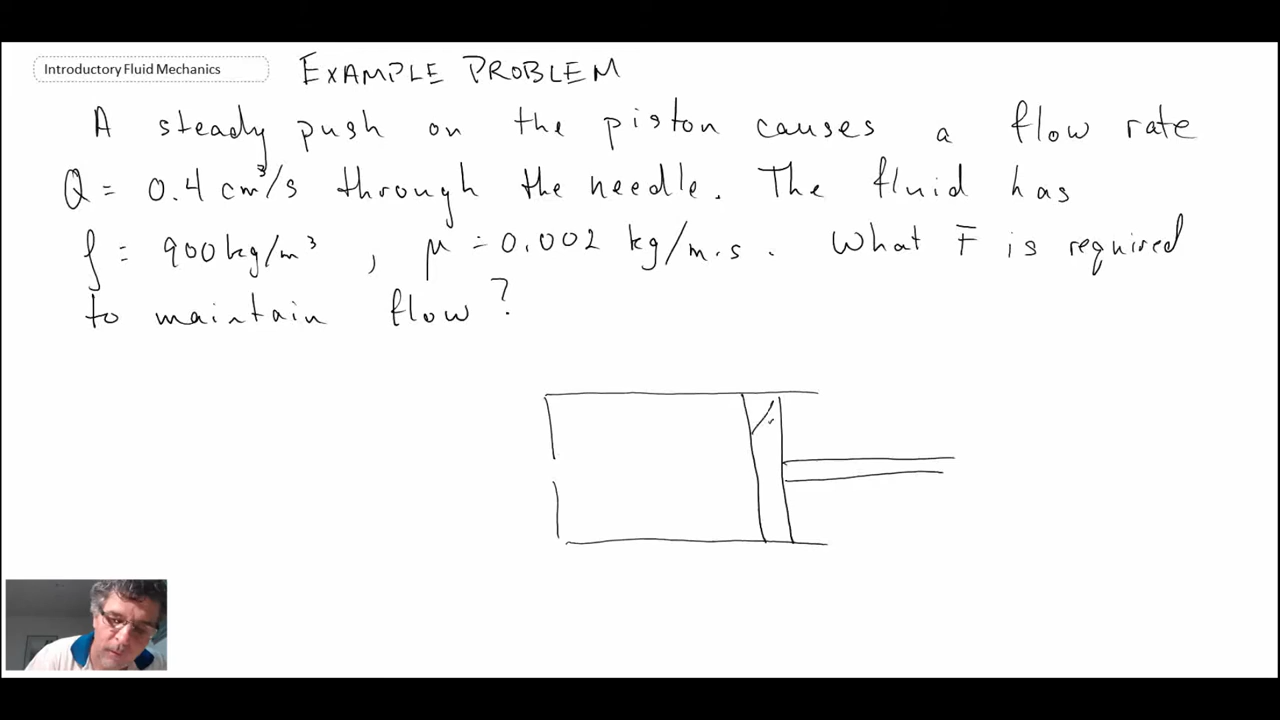 Introductory Fluid Mechanics
EXAMPLE PROBLEM
A steady push on the piston causes a flow rate
Q = 0.4 cm³/s through the needle. The fluid has
ρ = 900 kg/m³, μ = 0.002 kg/m.s. What F is required
to maintain flow?